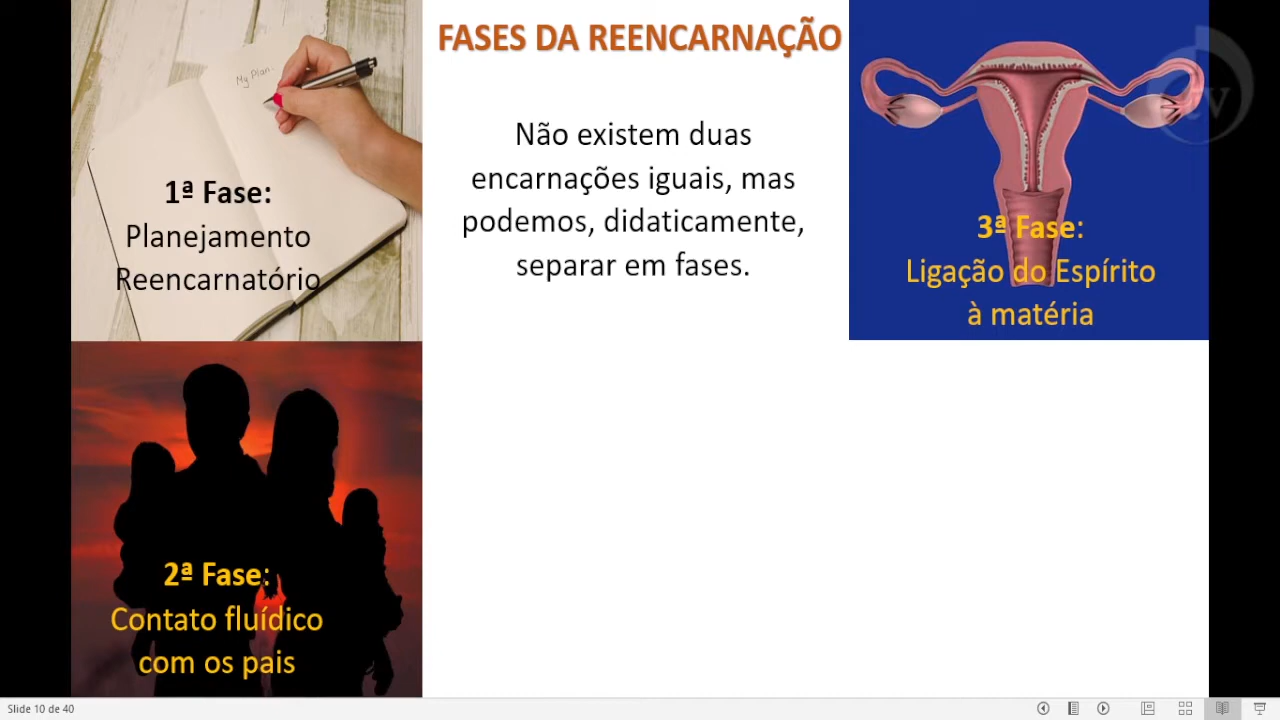 FASES DA REENCARNAÇÃO
My Plan.
1ª Fase:
Planejamento
Reencarnatório
Não existem duas
encarnações iguais, mas
podemos, didaticamente,
separar em fases.
3ª Fase:
Ligação do Espírito
à matéria
2ª Fase:
Contato fluídico
com os pais
TV
Slide 10 de 40